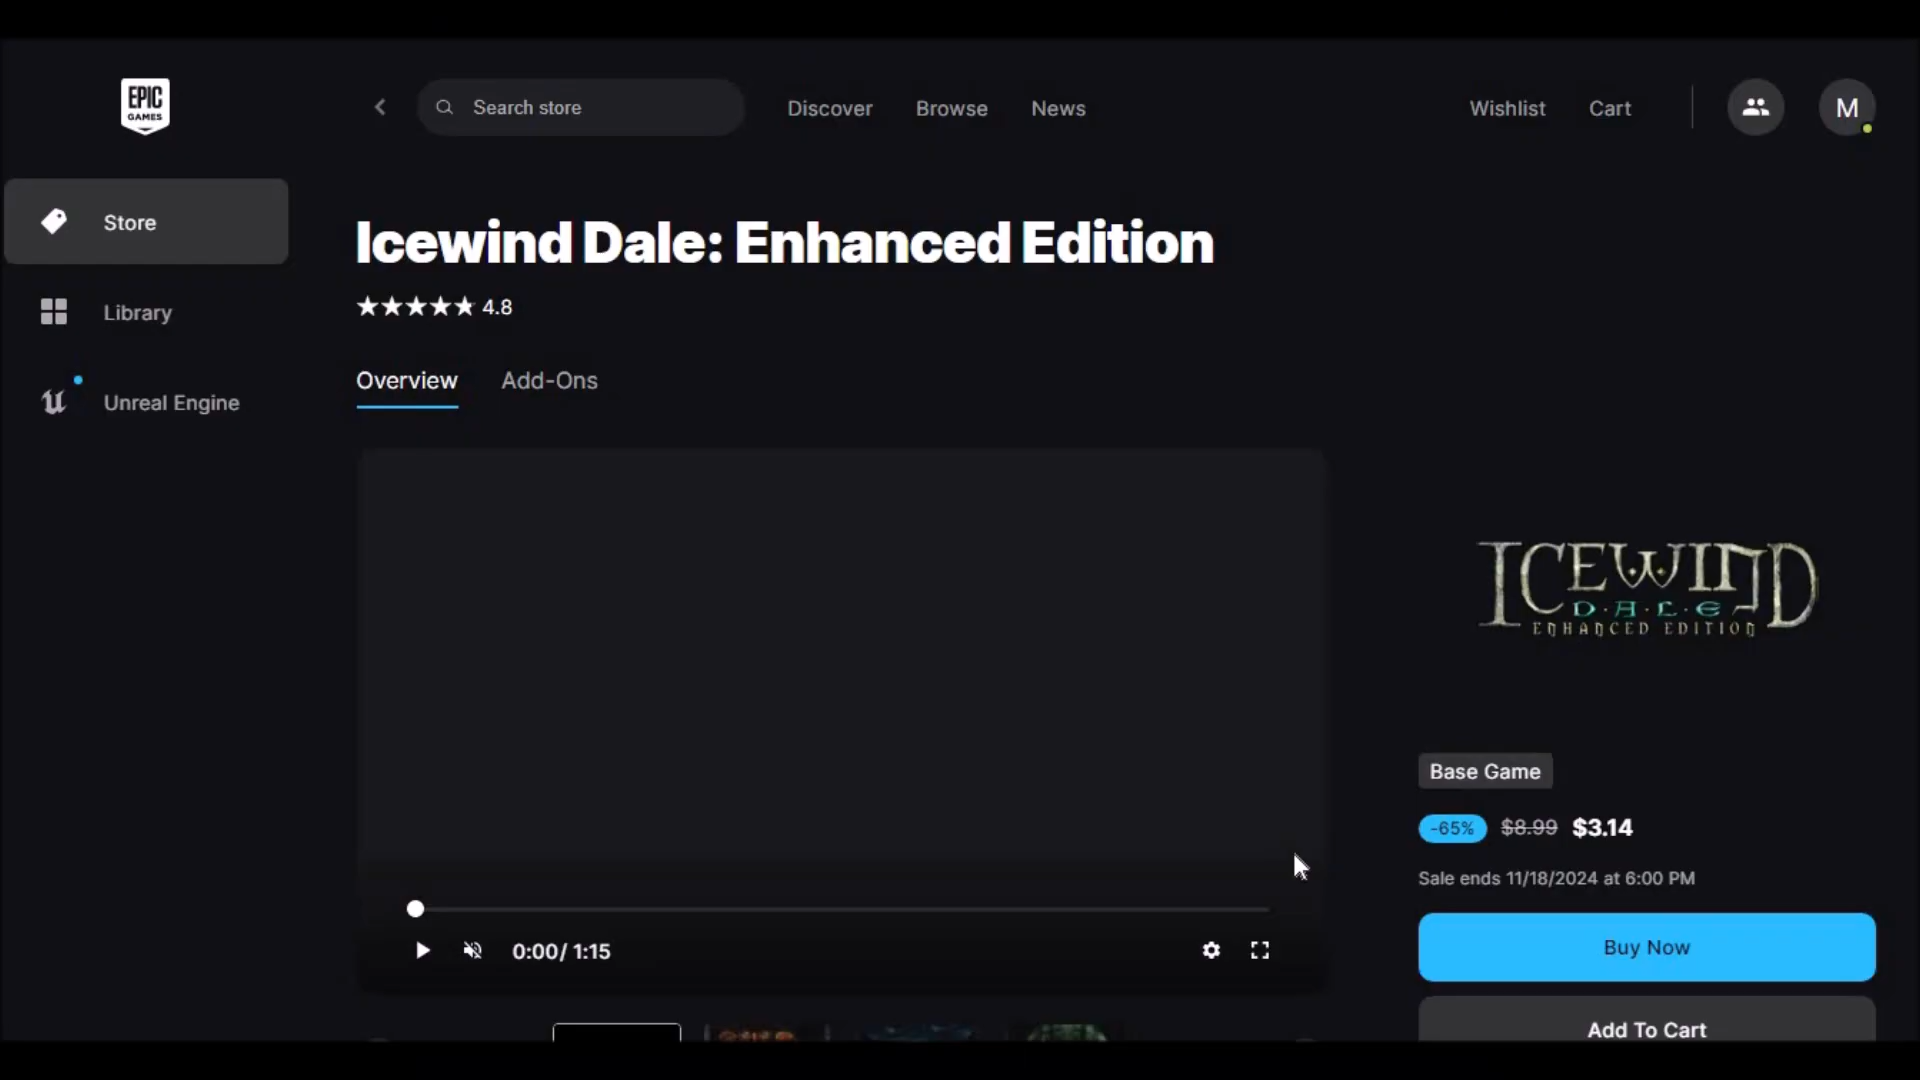 EPIC
GAMES
Search store
Discover
Browse
News
Wishlist
Cart
M
Store
Library
Unreal Engine
Icewind Dale: Enhanced Edition
4.8
Overview
Add-Ons
ICEWIND
DALE
ENHANCED EDITION
Base Game
-65% $8.99 $3.14
Sale ends 11/18/2024 at 6:00 PM
0:00/ 1:15
Buy Now
Add To Cart